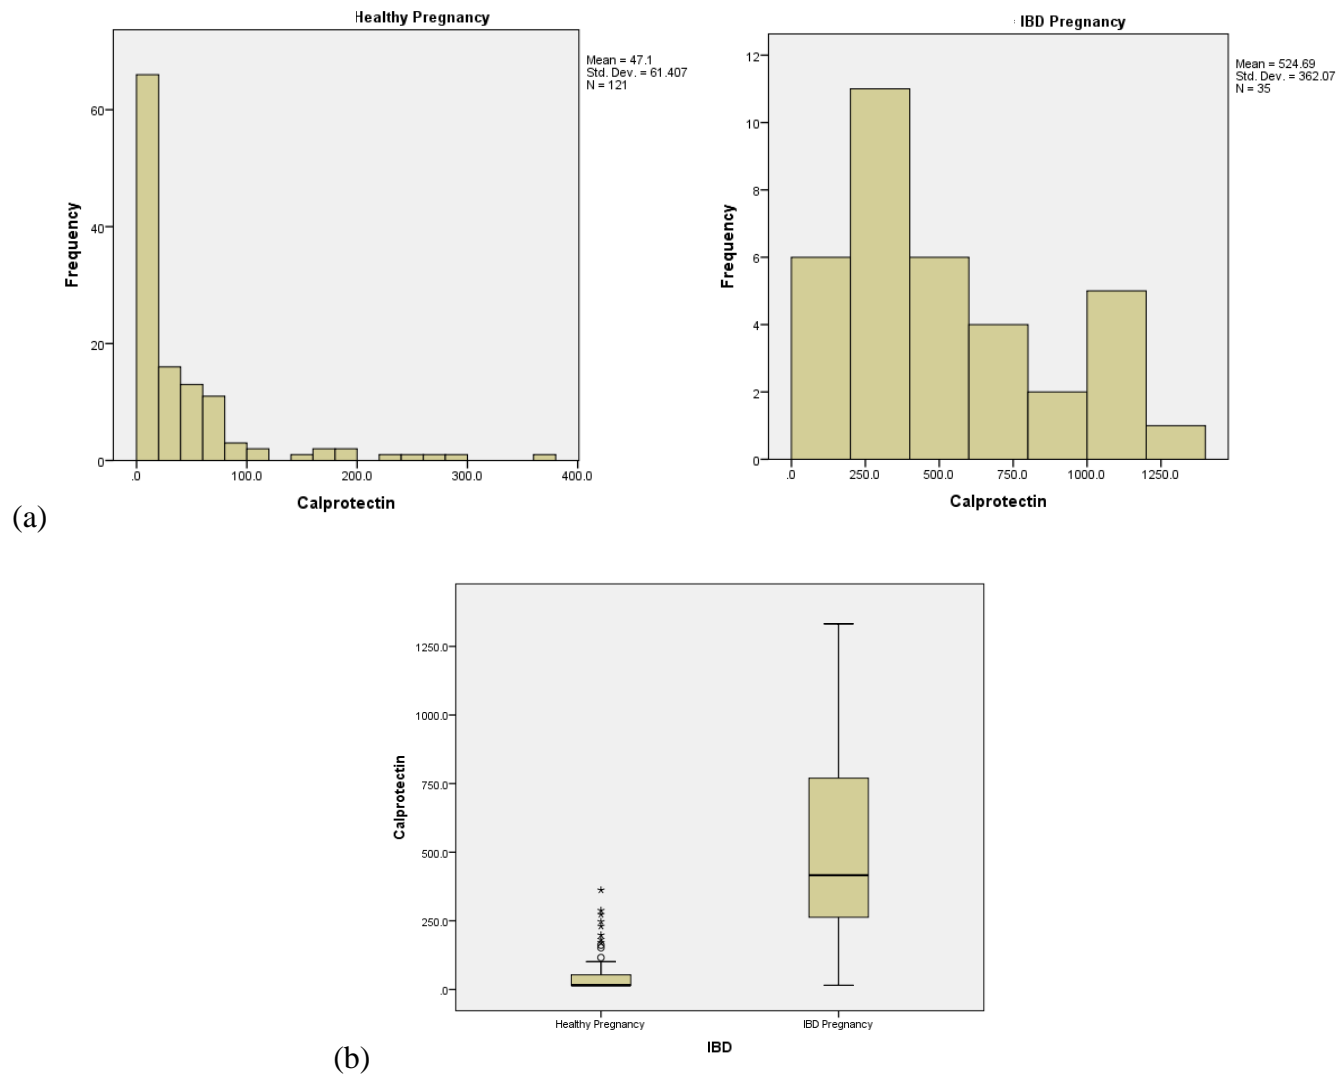 Healthy Pregnancy
Mean = 47.1
Std. Dev. = 61.407
N = 121
60
40
20
0
Frequency
.0 100.0 200.0 300.0 400.0
Calprotectin
IBD Pregnancy
Mean = 524.69
Std. Dev. = 362.07
N = 35
12
10
8
6
4
2
0
Frequency
.0 250.0 500.0 750.0 1000.0 1250.0
Calprotectin
(a)
1250.0
1000.0
750.0
500.0
250.0
.0
Calprotectin
Healthy Pregnancy IBD Pregnancy
IBD
(b)